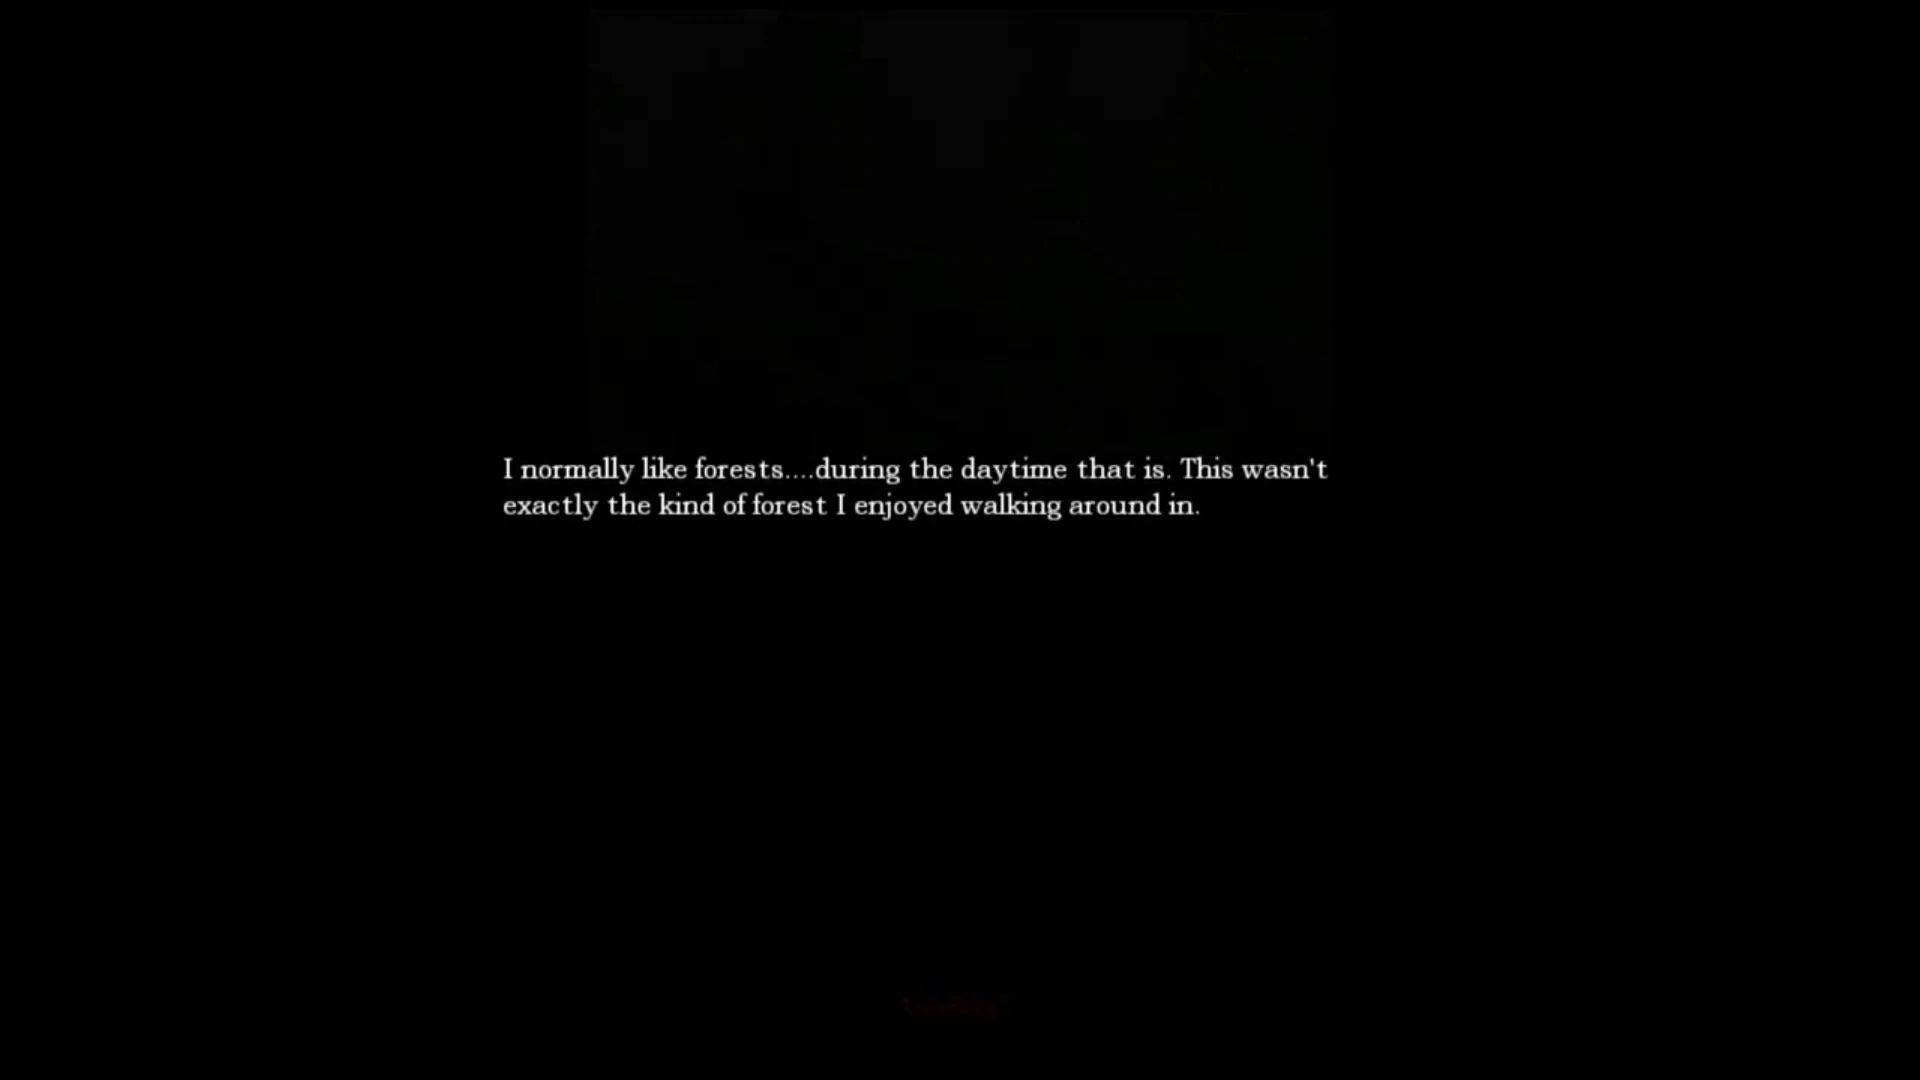 I normally like forests....during the daytime that is. This wasn't
exactly the kind of forest I enjoyed walking around in.